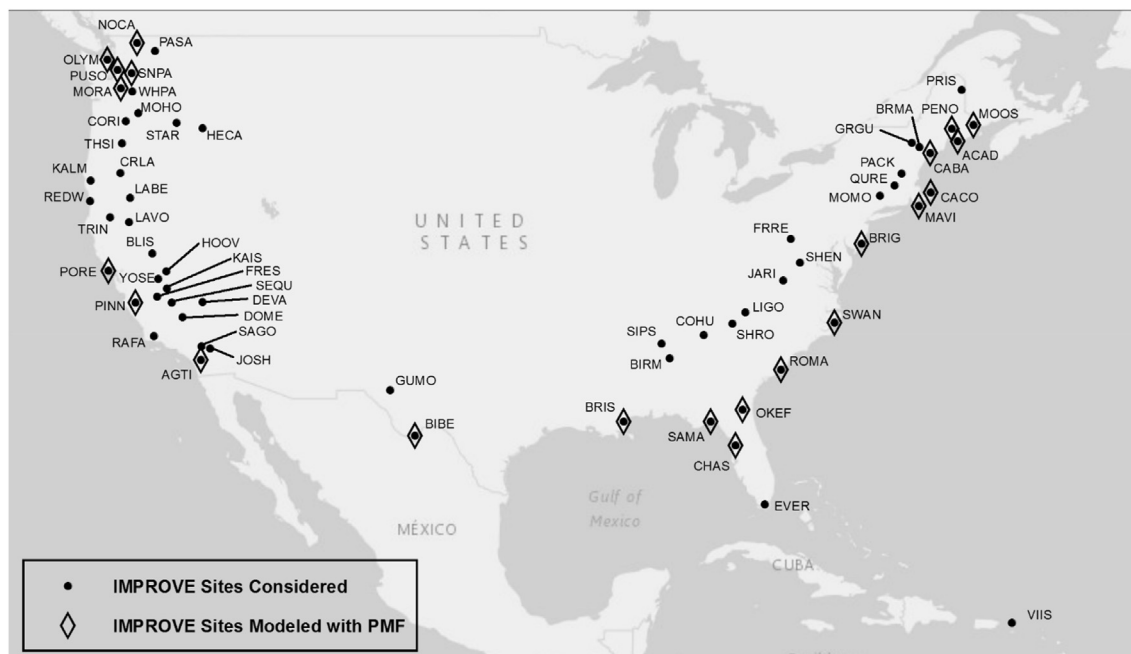 NOCA
PASA
OLYM
PUSO
SNPA
MORA
WHPA
MOHO
CORI
STAR
HECA
THSI
CRLA
KALM
LABE
REDW
TRIN
LAVO
BLIS
HOOV
KAIS
PORE
YOSE
FRES
SEQU
PINN
DEVA
DOME
RAFA
SAGO
JOSH
AGTI
GUMO
BIBE
UNITED
STATES
PRIS
BRMA
PENO
MOOS
GRGU
ACAD
CABA
PACK
QURE
MOMO
CACO
MAVI
FRRE
BRIG
SHEN
JARI
LIGO
SWAN
COHU
SIPS
SHRO
BIRM
ROMA
BRIS
OKEF
SAMA
CHAS
EVER
Gulf of
Mexico
MÉXICO
CUBA
VIIS
IMPROVE Sites Considered
IMPROVE Sites Modeled with PMF